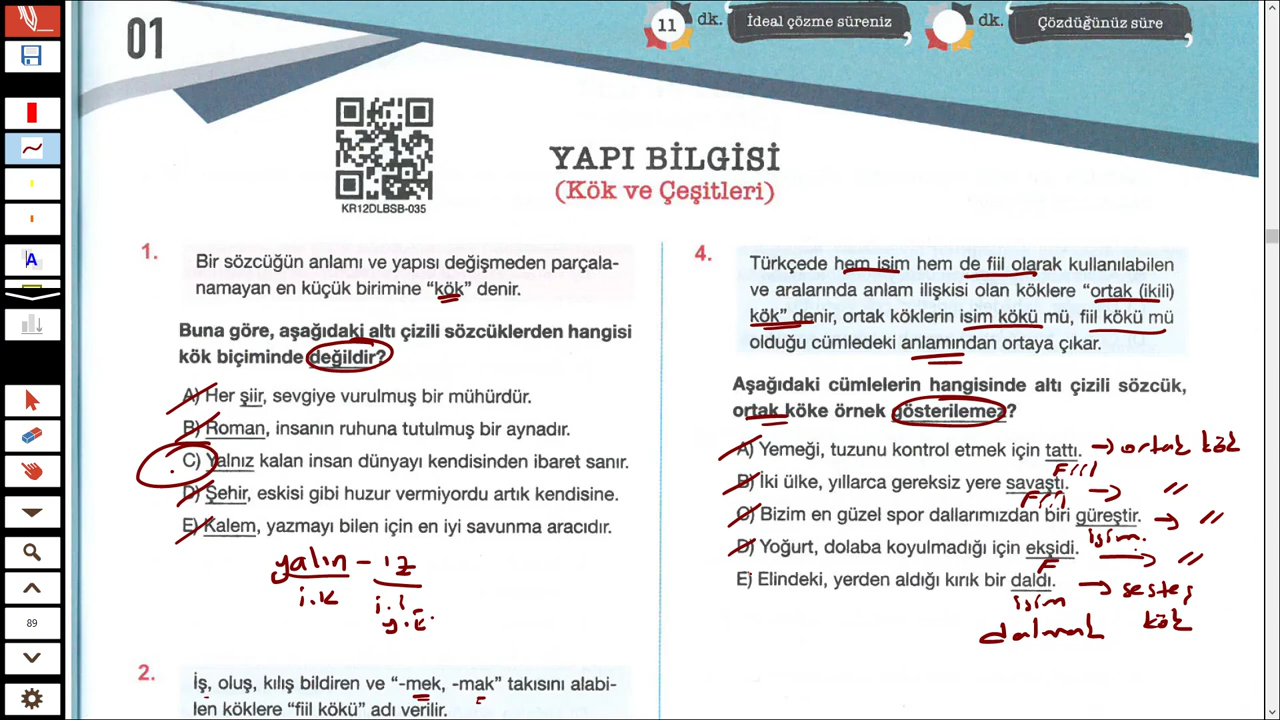 01
11 dk. İdeal çözme süreniz
dk. Çözdüğünüz süre
KR12DLBSB-035
YAPI BİLGİSİ
(Kök ve Çeşitleri)
1.
Bir sözcüğün anlamı ve yapısı değişmeden parçala-
namayan en küçük birimine “kök” denir.
Buna göre, aşağıdaki altı çizili sözcüklerden hangisi
kök biçiminde değildir?
A) Her şiir, sevgiye vurulmuş bir mühürdür.
B) Roman, insanın ruhuna tutulmuş bir aynadır.
C) Yalnız kalan insan dünyayı kendisinden ibaret sanır.
D) Şehir, eskisi gibi huzur vermiyordu artık kendisine.
E) Kalem, yazmayı bilen için en iyi savunma aracıdır.
yalın - ız
i.k i.i
y.e.
2.
İş, oluş, kılış bildiren ve “-mek, -mak” takısını alabi-
len köklere “fiil kökü” adı verilir.
4.
Türkçede hem isim hem de fiil olarak kullanılabilen
ve aralarında anlam ilişkisi olan köklere “ortak (ikili)
kök” denir, ortak köklerin isim kökü mü, fiil kökü mü
olduğu cümledeki anlamından ortaya çıkar.
Aşağıdaki cümlelerin hangisinde altı çizili sözcük,
ortak köke örnek gösterilemez?
A) Yemeği, tuzunu kontrol etmek için tattı. → ortak kök
Fiil
B) İki ülke, yıllarca gereksiz yere savaştı. → "
Fiil
C) Bizim en güzel spor dallarımızdan biri güreştir. → "
isim.
D) Yoğurt, dolaba koyulmadığı için ekşidi. → "
F
E) Elindeki, yerden aldığı kırık bir daldı. → sesteş
isim kök
dalmak
A
89